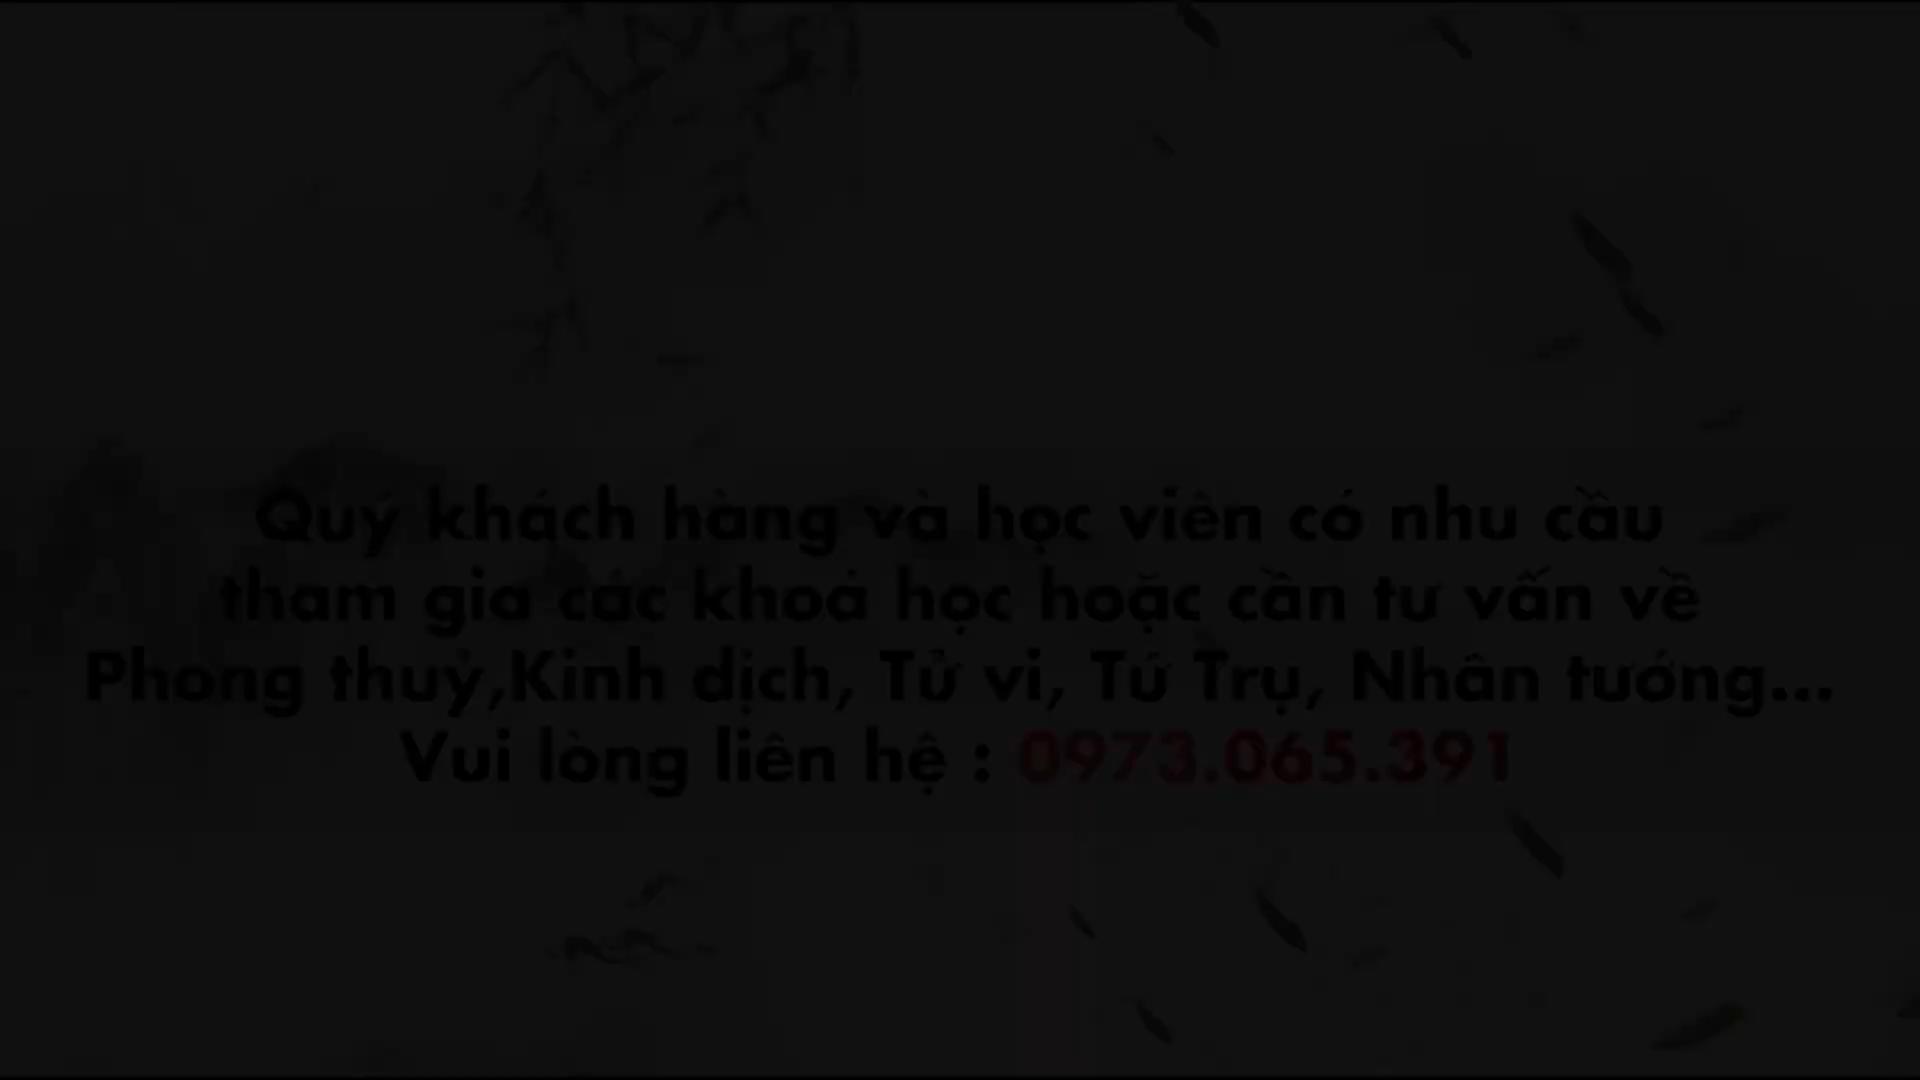 Quý khách hàng và học viên có nhu cầu
tham gia các khoá học hoặc cần tư vấn về
Phong thuỷ,Kinh dịch, Tử vi, Tứ Trụ, Nhân tướng...
Vui lòng liên hệ : 0973.065.391